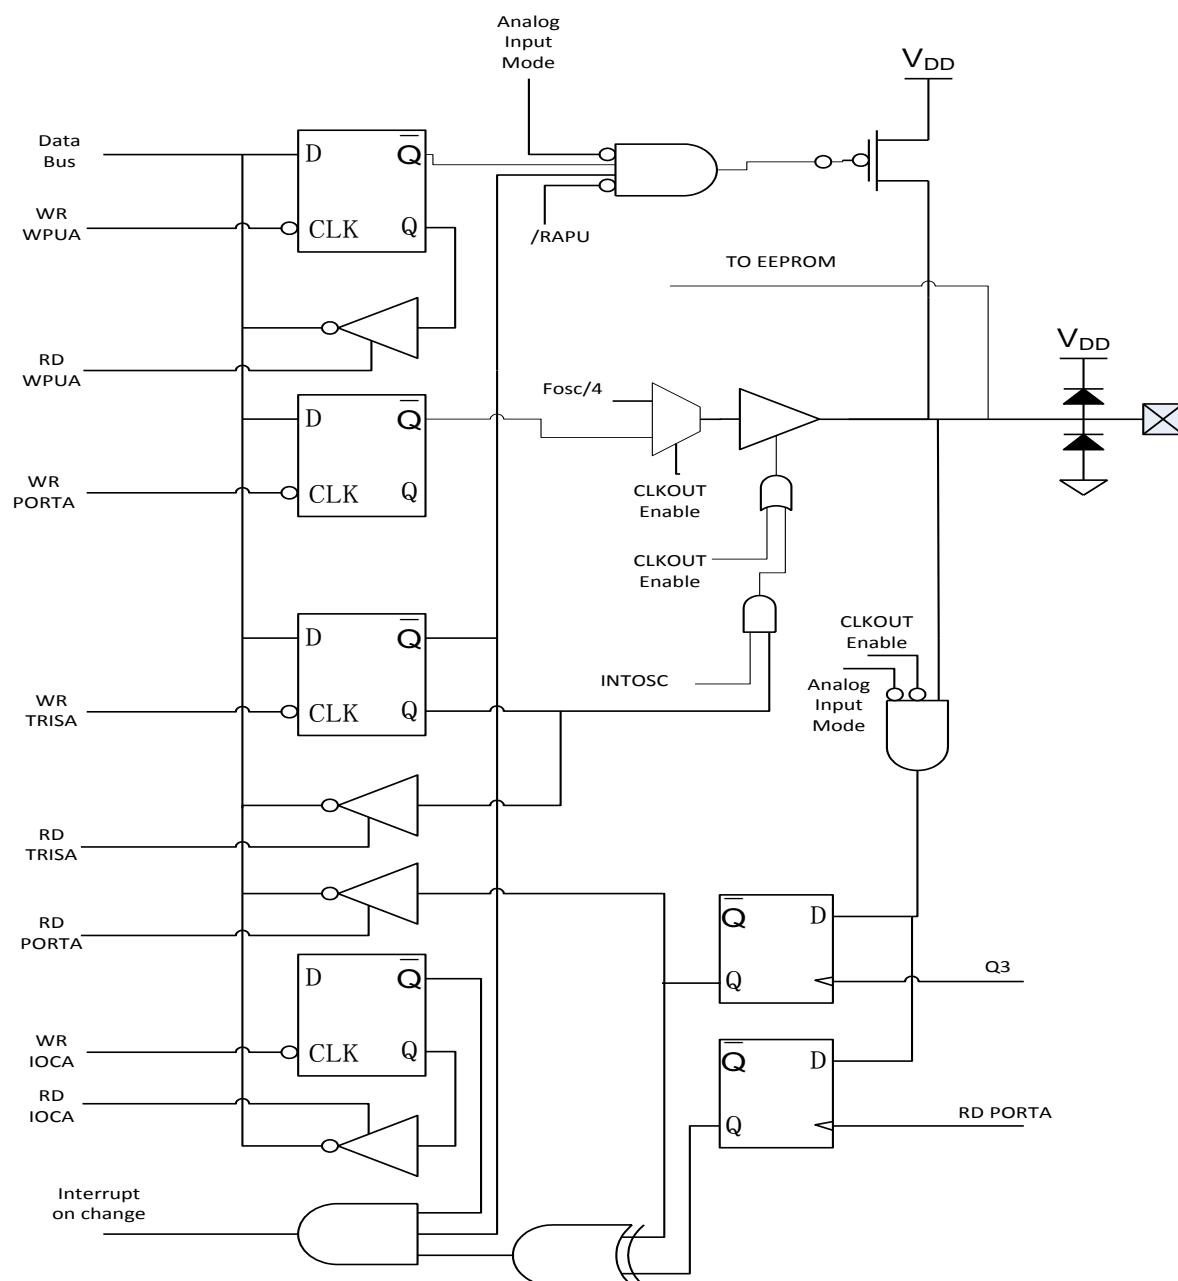 Analog
Input
Mode
VDD
Data
Bus
D
Q̅
WR
WPUA
CLK
Q
/RAPU
TO EEPROM
VDD
RD
WPUA
Fosc/4
D
Q̅
WR
PORTA
CLK
Q
CLKOUT
Enable
CLKOUT
Enable
D
Q̅
CLKOUT
Enable
INTOSC
Analog
Input
Mode
WR
TRISA
CLK
Q
RD
TRISA
RD
PORTA
Q̅
D
Q3
Q
D
Q̅
WR
IOCA
CLK
Q
Q̅
D
RD
IOCA
RD PORTA
Q
Interrupt
on change